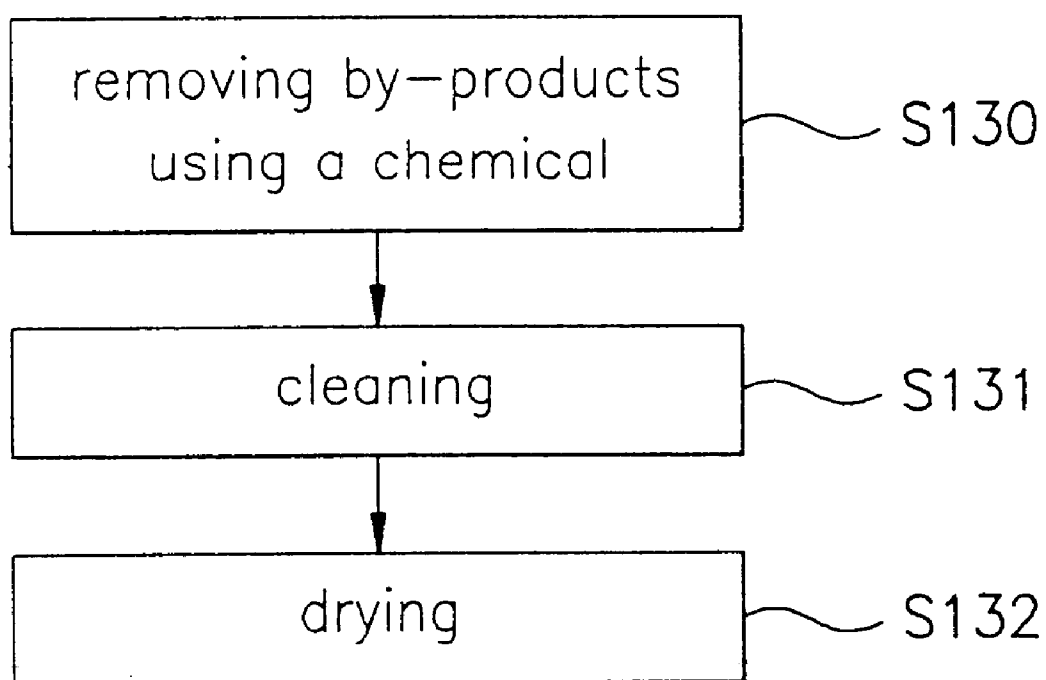 removing by-products
using a chemical
S130
cleaning
S131
drying
S132